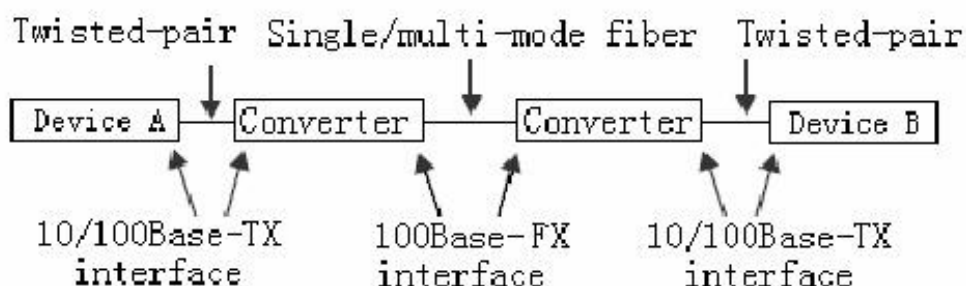 Twisted-pair Single/multi-mode fiber Twisted-pair
Device A Converter Converter Device B
10/100Base-TX 100Base-FX 10/100Base-TX
interface interface interface